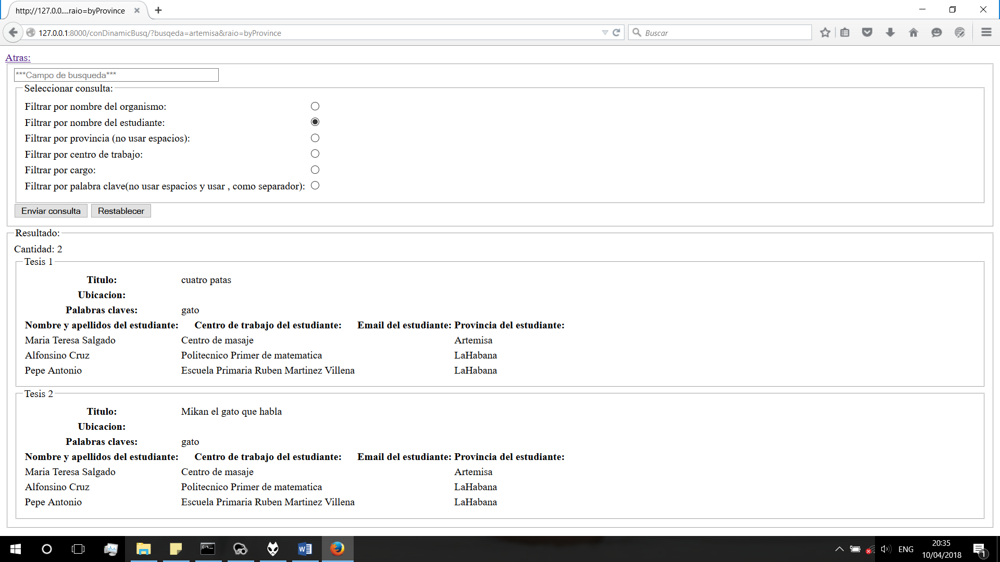 http://127.0.0....raio=byProvince
127.0.0.1:8000/conDinamicBusq/?busqeda=artemisa&raio=byProvince
Buscar
Atras:
***Campo de busqueda***
Seleccionar consulta:
Filtrar por nombre del organismo:
Filtrar por nombre del estudiante:
Filtrar por provincia (no usar espacios):
Filtrar por centro de trabajo:
Filtrar por cargo:
Filtrar por palabra clave(no usar espacios y usar , como separador):
Enviar consulta Restablecer
Resultado:
Cantidad: 2
Tesis 1
Titulo: cuatro patas
Ubicacion:
Palabras claves: gato
Nombre y apellidos del estudiante: Centro de trabajo del estudiante: Email del estudiante: Provincia del estudiante:
Maria Teresa Salgado Centro de masaje Artemisa
Alfonsino Cruz Politecnico Primer de matematica LaHabana
Pepe Antonio Escuela Primaria Ruben Martinez Villena LaHabana
Tesis 2
Titulo: Mikan el gato que habla
Ubicacion:
Palabras claves: gato
Nombre y apellidos del estudiante: Centro de trabajo del estudiante: Email del estudiante: Provincia del estudiante:
Maria Teresa Salgado Centro de masaje Artemisa
Alfonsino Cruz Politecnico Primer de matematica LaHabana
Pepe Antonio Escuela Primaria Ruben Martinez Villena LaHabana
ENG
20:35
10/04/2018
1